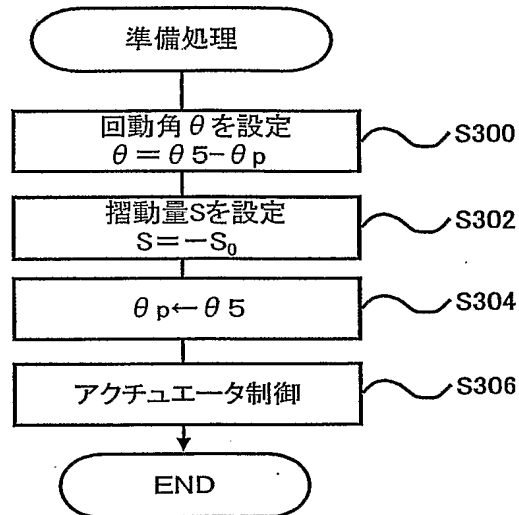 準備処理
回動角θを設定
θ=θ5-θp
S300
摺動量Sを設定
S=-S₀
S302
θp←θ5
S304
アクチュエータ制御
S306
END